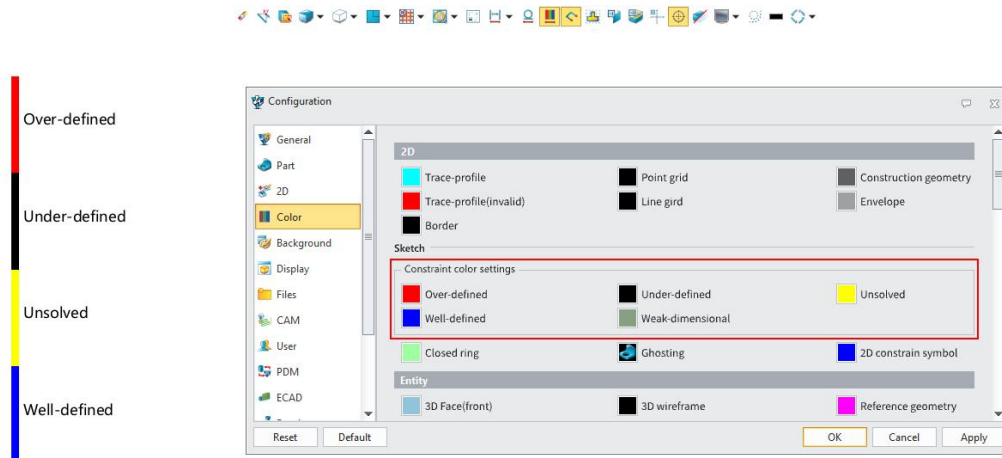 Over-defined
Under-defined
Unsolved
Well-defined
Configuration
General
Part
2D
Color
Background
Display
Files
CAM
User
PDM
ECAD
2D
Trace-profile
Point grid
Construction geometry
Trace-profile(invalid)
Line gird
Envelope
Border
Sketch
Constraint color settings
Over-defined
Under-defined
Unsolved
Well-defined
Weak-dimensional
Closed ring
Ghosting
2D constrain symbol
Entity
3D Face(front)
3D wireframe
Reference geometry
Reset
Default
OK
Cancel
Apply